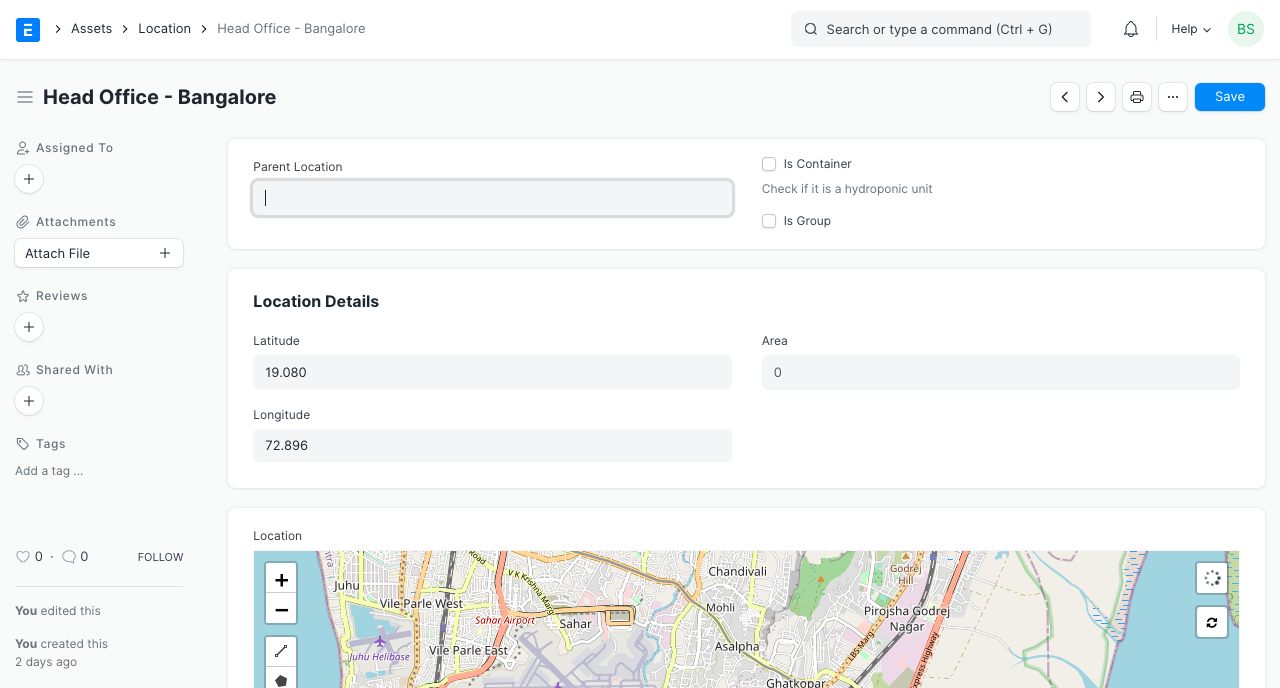 E
Assets
Location
Head Office - Bangalore
Search or type a command (Ctrl + G)
Help
BS
Head Office - Bangalore
Save
Assigned To
Attachments
Attach File
Reviews
Shared With
Tags
Add a tag ...
0 · 0
FOLLOW
You edited this
You created this
2 days ago
Parent Location
Is Container
Check if it is a hydroponic unit
Is Group
Location Details
Latitude
19.080
Area
0
Longitude
72.896
Location
Road
Juhu
Vile Parle West
V K Krishna Marg
Sahar Airport
Sahar
Juhu Helibase
Vile Parle East
Chandivali
Mohli
Asalpha
Ghatkopar
Godrej
Hill
Pirojsha Godrej
Nagar
LBS Marg
xpress Highway